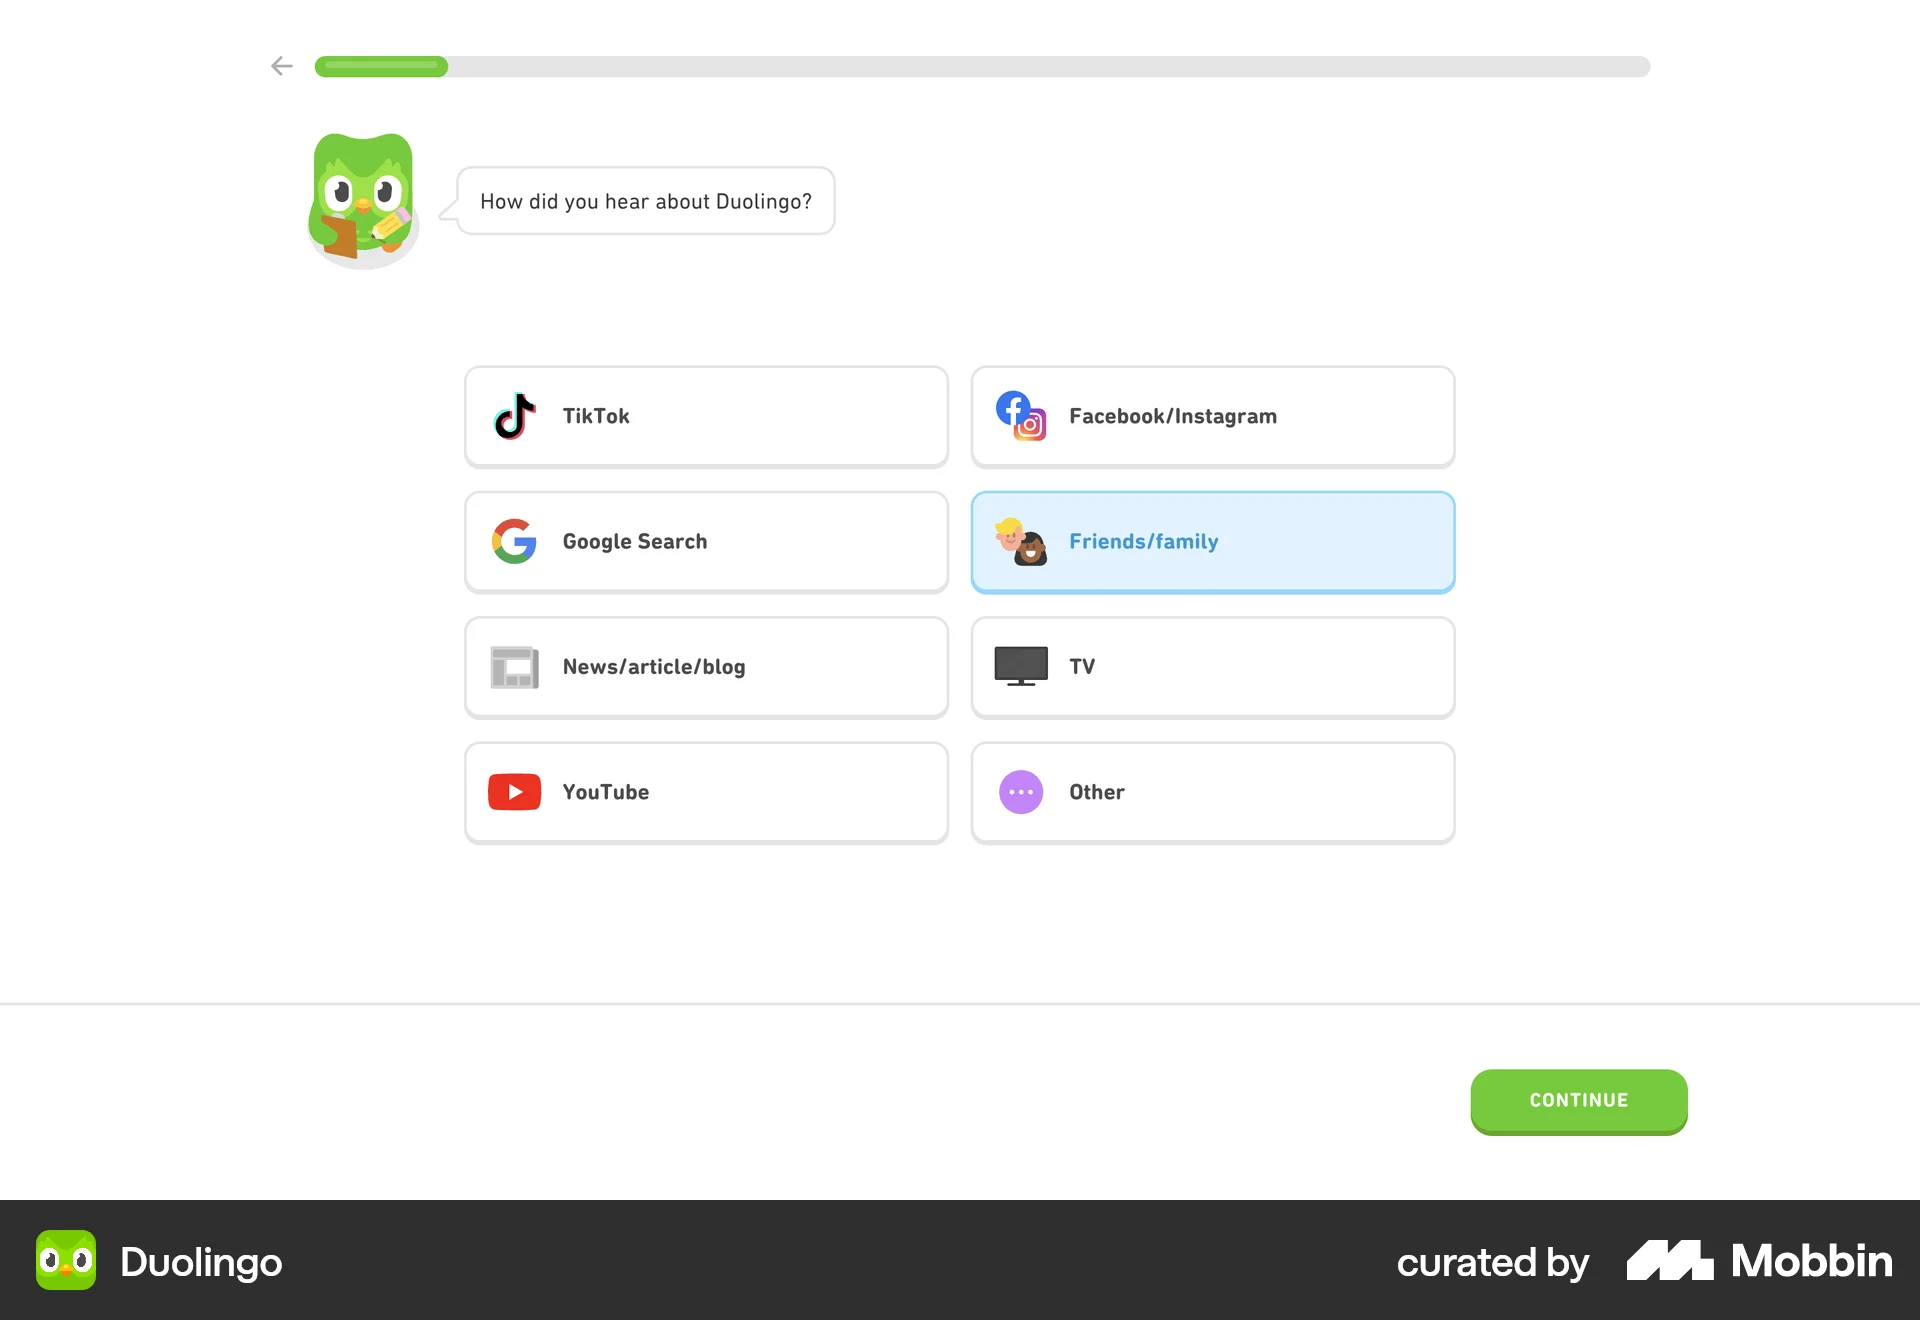 How did you hear about Duolingo?
TikTok
Facebook/Instagram
Google Search
Friends/family
News/article/blog
TV
YouTube
Other
CONTINUE
Duolingo
curated by Mobbin